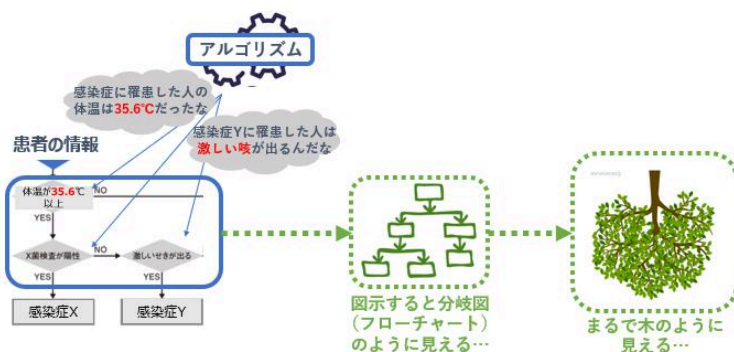 アルゴリズム
感染症に罹患した人の
体温は35.6℃だったな
感染症Yに罹患した人は
激しい咳が出るんだな
患者の情報
体温が35.6℃
以上
NO
YES
X菌検査が陽性
NO
激しいせきが出る
YES
YES
感染症X
感染症Y
図示すると分岐図
(フローチャート)
のように見える…
まるで木のように
見える…